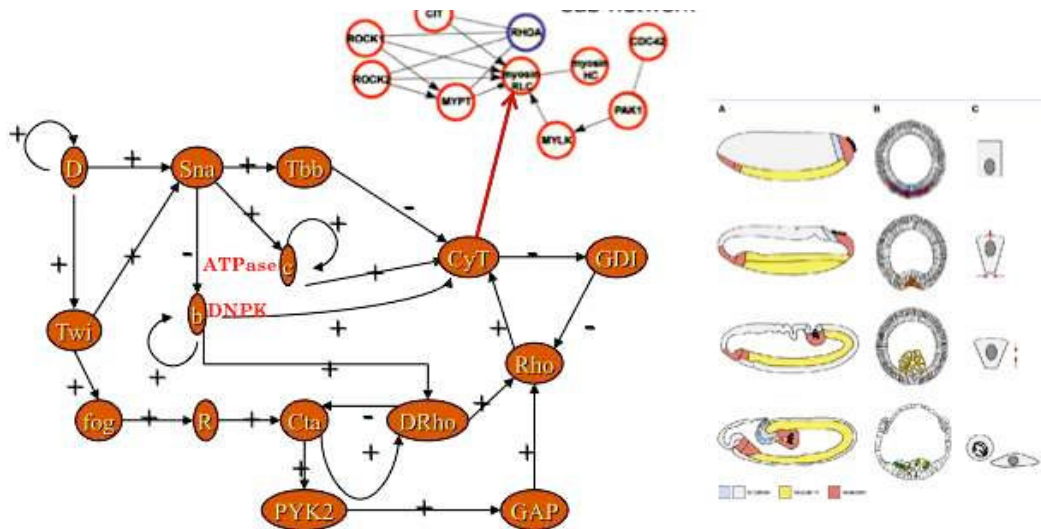 CIT
ROCK1
RHOA
CDC42
ROCK2
myosin
RLC
myosin
HC
MYPT
PAK1
MYLK
A
B
C
+
D
+
Sna
+
Tbb
+
-
+
+
-
+
ATPase
c
+
CyT
-
GDI
Twi
b
DNPK
+
+
-
+
+
Rho
+
fog
+
R
+
Cta
-
DRho
+
+
+
+
PYK2
+
GAP